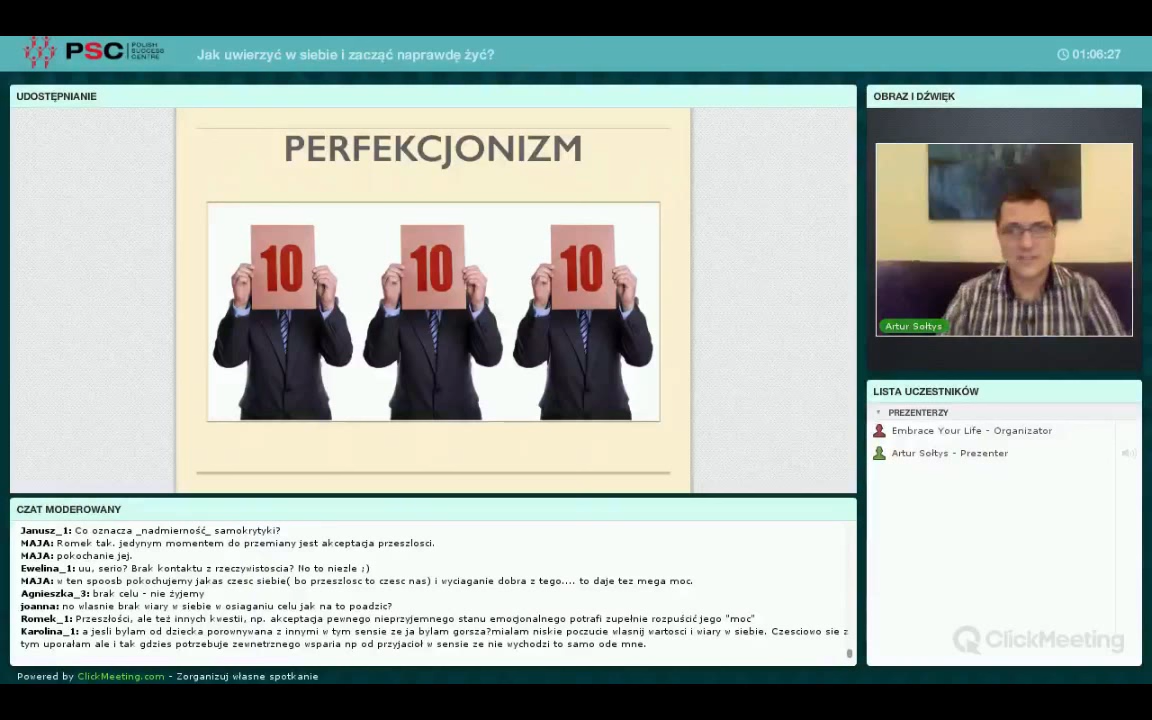 PSC POLISH SUCCESS CENTRE
Jak uwierzyć w siebie i zacząć naprawdę żyć?
01:06:27
UDOSTĘPNIANIE
PERFEKCJONIZM
10 10 10
OBRAZ I DŹWIĘK
Artur Sołtys
LISTA UCZESTNIKÓW
PREZENTERZY
Embrace Your Life - Organizator
Artur Sołtys - Prezenter
CZAT MODEROWANY
Janusz_1: Co oznacza _nadmierność_ samokrytyki?
MAJA: Romek tak. jedynym momentem do przemiany jest akceptacja przeszlosci.
MAJA: pokochanie jej.
Ewelina_1: uu, serio? Brak kontaktu z rzeczywistoscia? No to niezle ;)
MAJA: w ten spoosb pokochujemy jakas czesc siebie( bo przeszlosc to czesc nas) i wyciaganie dobra z tego.... to daje tez mega moc.
Agnieszka_3: brak celu - nie żyjemy
joanna: no wlasnie brak wiary w siebie w osiaganiu celu jak na to poadzic?
Romek_1: Przeszłości, ale też innych kwestii, np. akceptacja pewnego nieprzyjemnego stanu emocjonalnego potrafi zupełnie rozpuścić jego "moc"
Karolina_1: a jesli bylam od dziecka porownywana z innymi w tym sensie ze ja bylam gorsza?mialam niskie poczucie wlasnij wartosci i wiary w siebie. Czesciowo sie z
tym uporałam ale i tak gdzies potrzebuje zewnetrznego wsparia np od przyjacioł w sensie ze nie wychodzi to samo ode mne.
ClickMeeting
Powered by ClickMeeting.com - Zorganizuj własne spotkanie